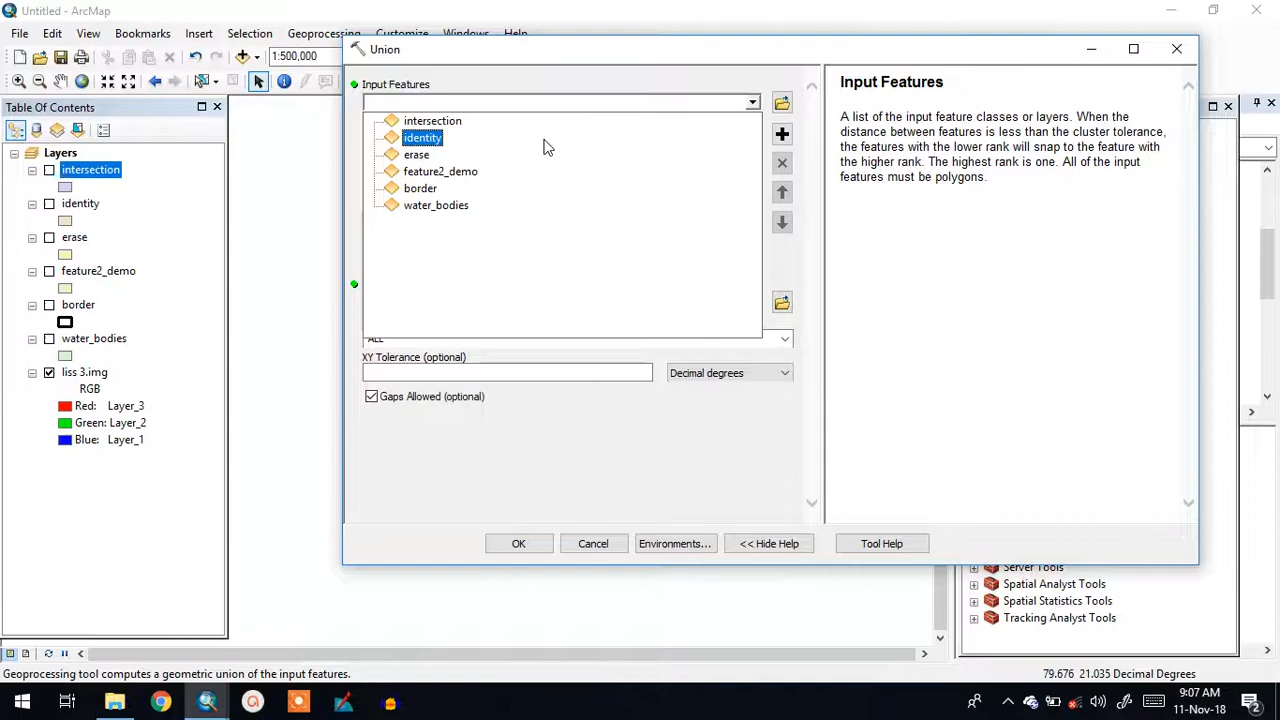 Untitled - ArcMap
File Edit View Bookmarks Insert Selection Geoprocessing Customize Windows Help
1:500,000
Table Of Contents
Layers
intersection
identity
erase
feature2_demo
border
water_bodies
liss 3.img
RGB
Red: Layer_3
Green: Layer_2
Blue: Layer_1
Union
Input Features
intersection
identity
erase
feature2_demo
border
water_bodies
ALL
XY Tolerance (optional)
Decimal degrees
Gaps Allowed (optional)
OK Cancel Environments... << Hide Help Tool Help
Input Features
A list of the input feature classes or layers. When the
distance between features is less than the cluster tolerance,
the features with the lower rank will snap to the feature with
the higher rank. The highest rank is one. All of the input
features must be polygons.
Server Tools
Spatial Analyst Tools
Spatial Statistics Tools
Tracking Analyst Tools
Geoprocessing tool computes a geometric union of the input features.
79.676 21.035 Decimal Degrees
9:07 AM
11-Nov-18
2